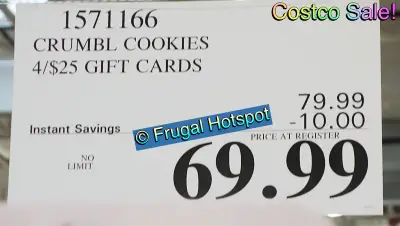 Costco Sale!
1571166
CRUMBL COOKIES
4/$25 GIFT CARDS
79.99
Instant Savings -10.00
© Frugal Hotspot
PRICE AT REGISTER
NO
LIMIT
69.99